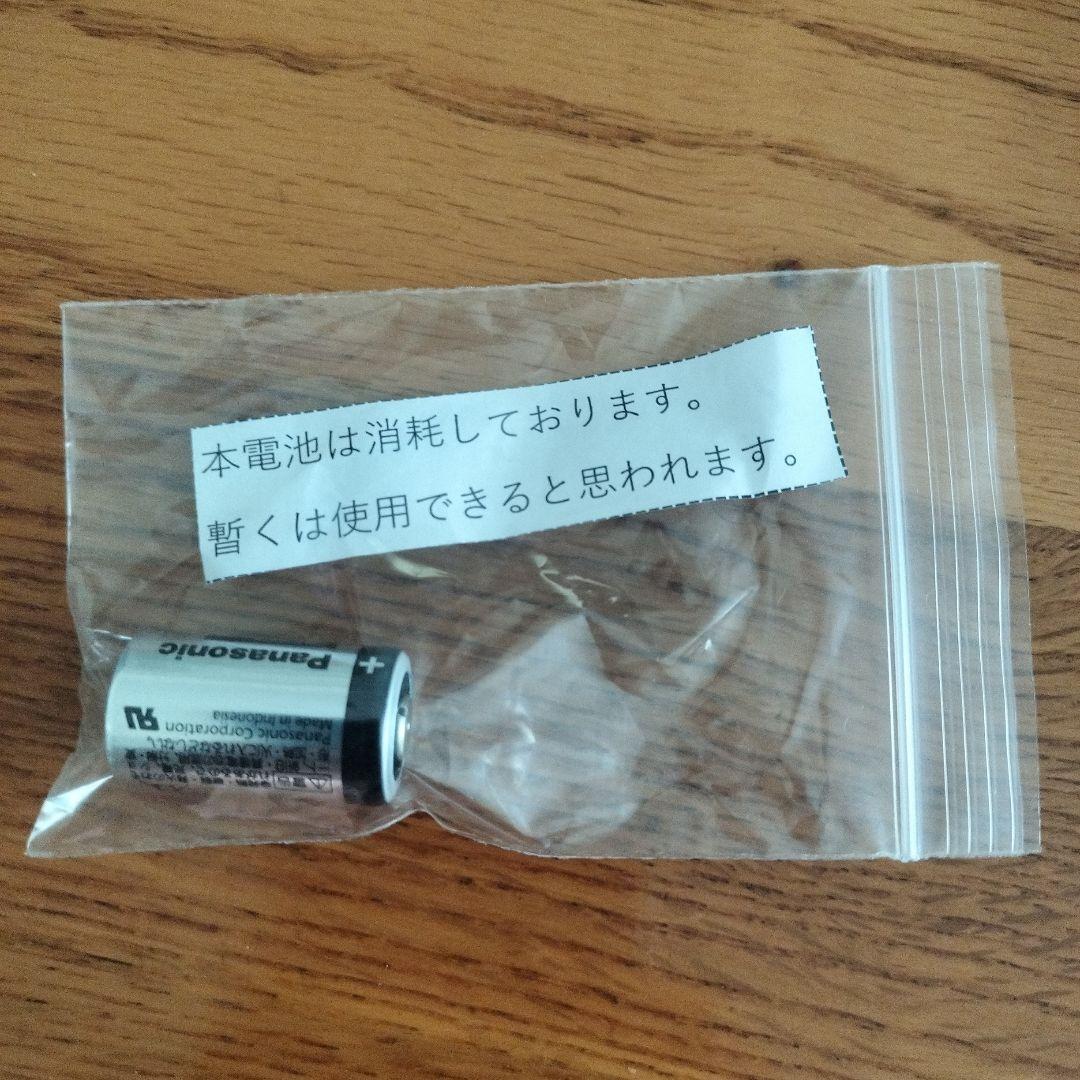 本電池は消耗しております。
暫くは使用できると思われます。
+
Panasonic
Panasonic Corporation
Made in Indonesia